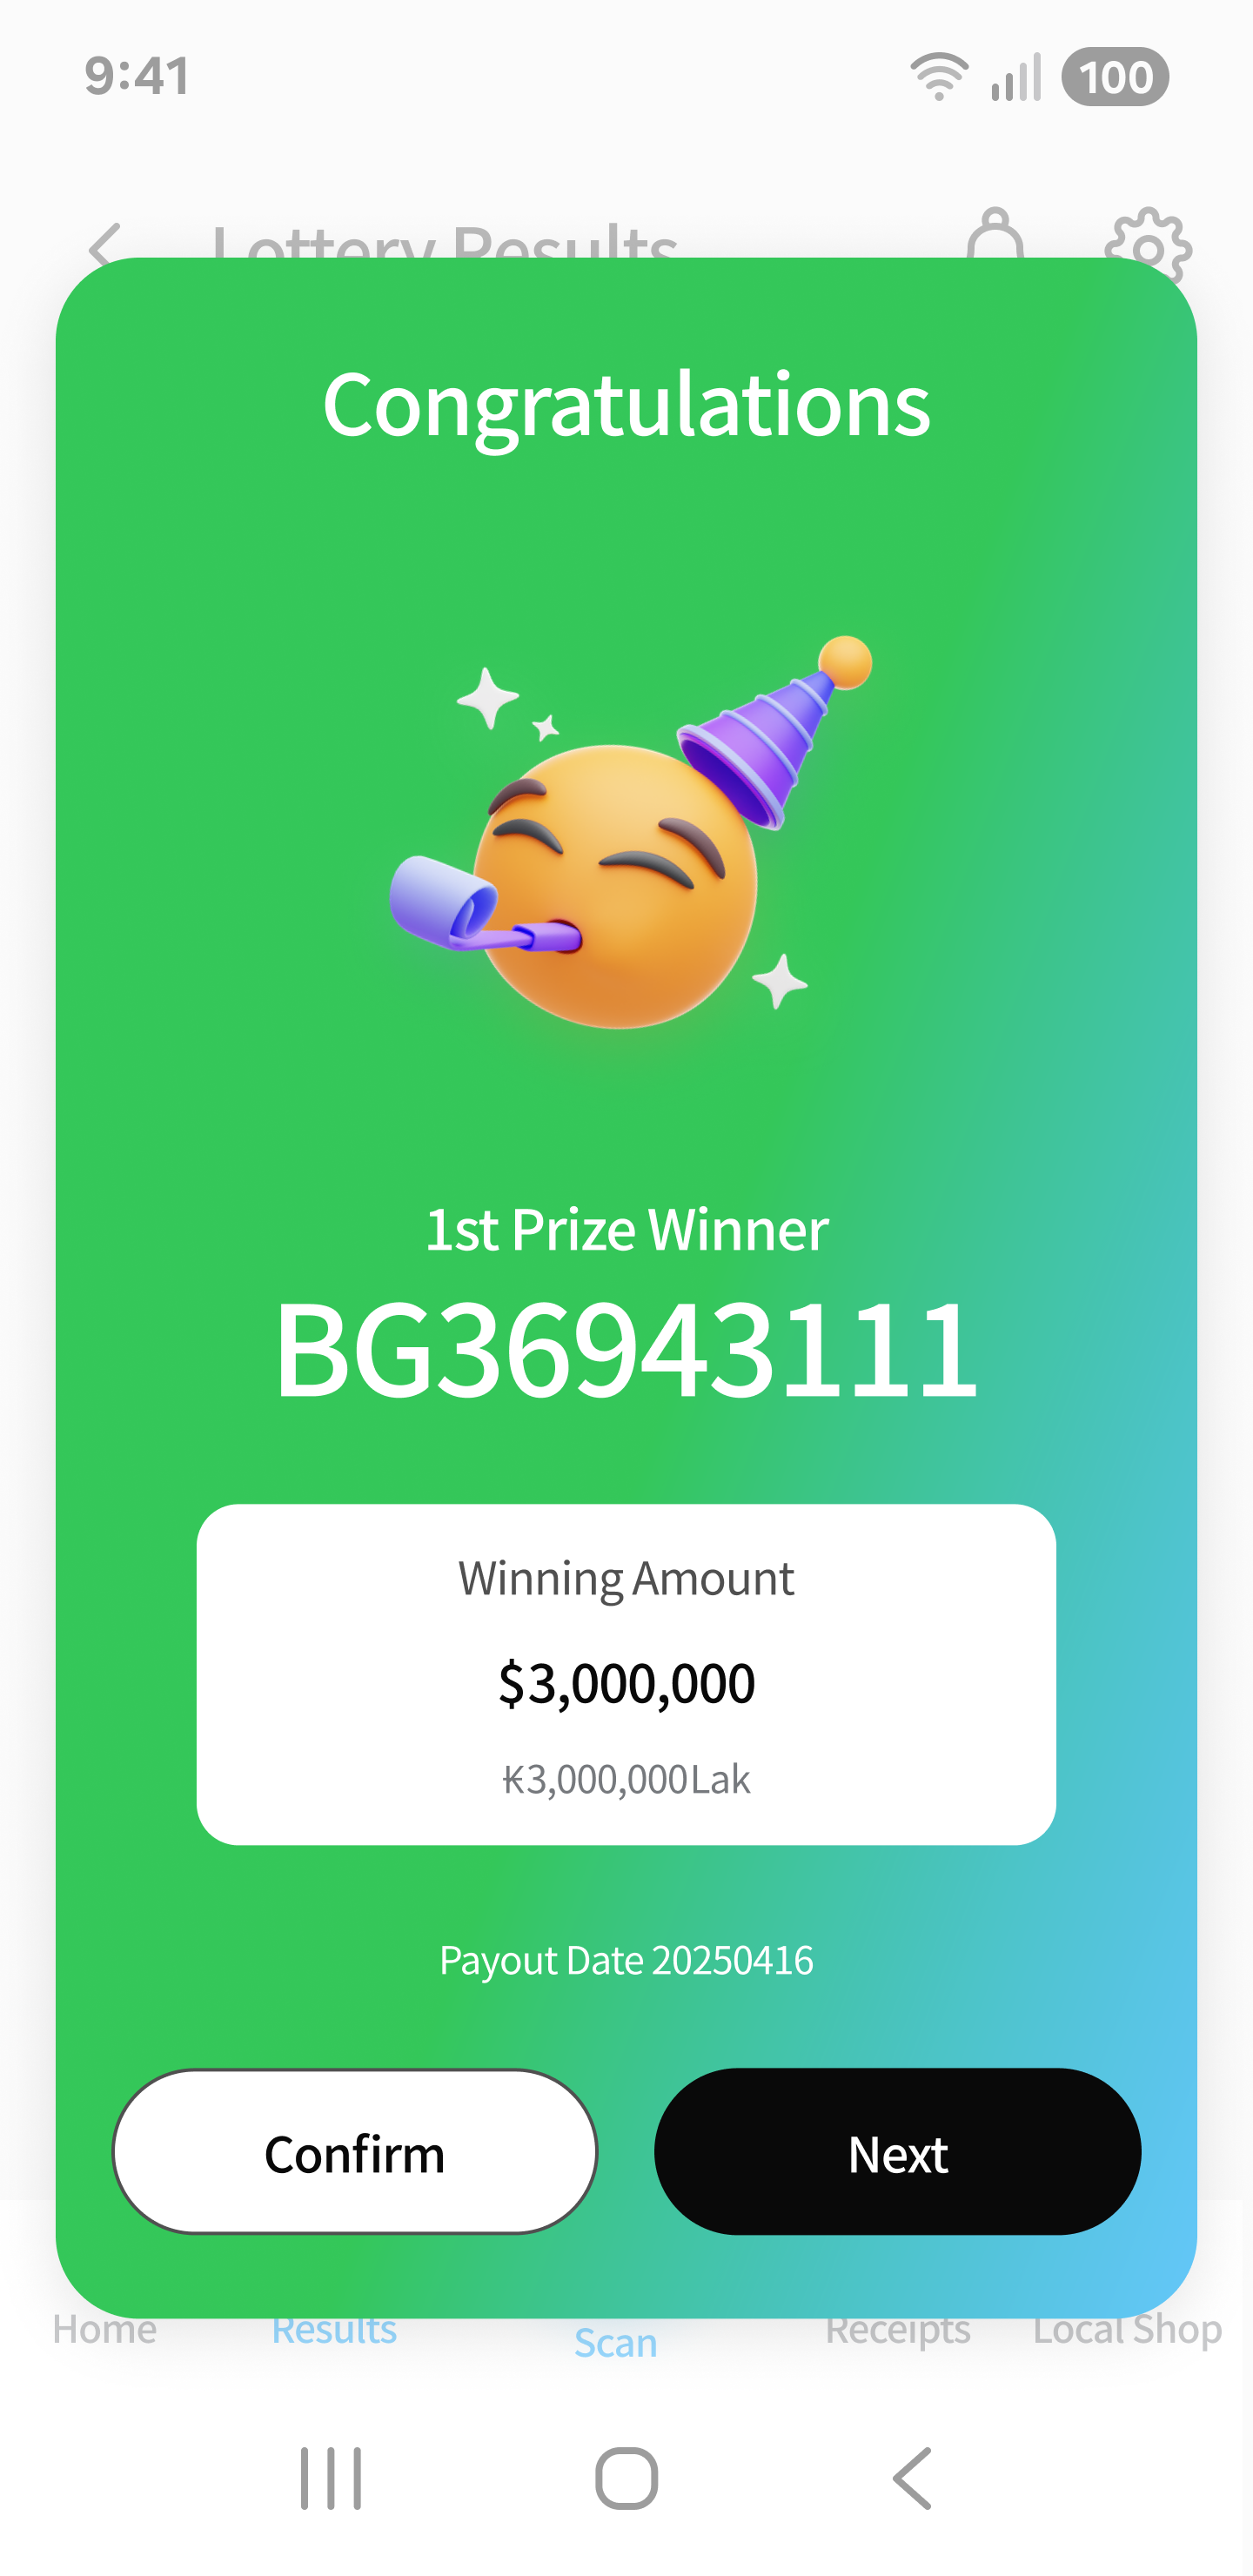 9:41
100
Lottery Results
Congratulations
1st Prize Winner
BG36943111
Winning Amount
$3,000,000
₭3,000,000Lak
Payout Date 20250416
Confirm
Next
Home
Results
Scan
Receipts
Local Shop